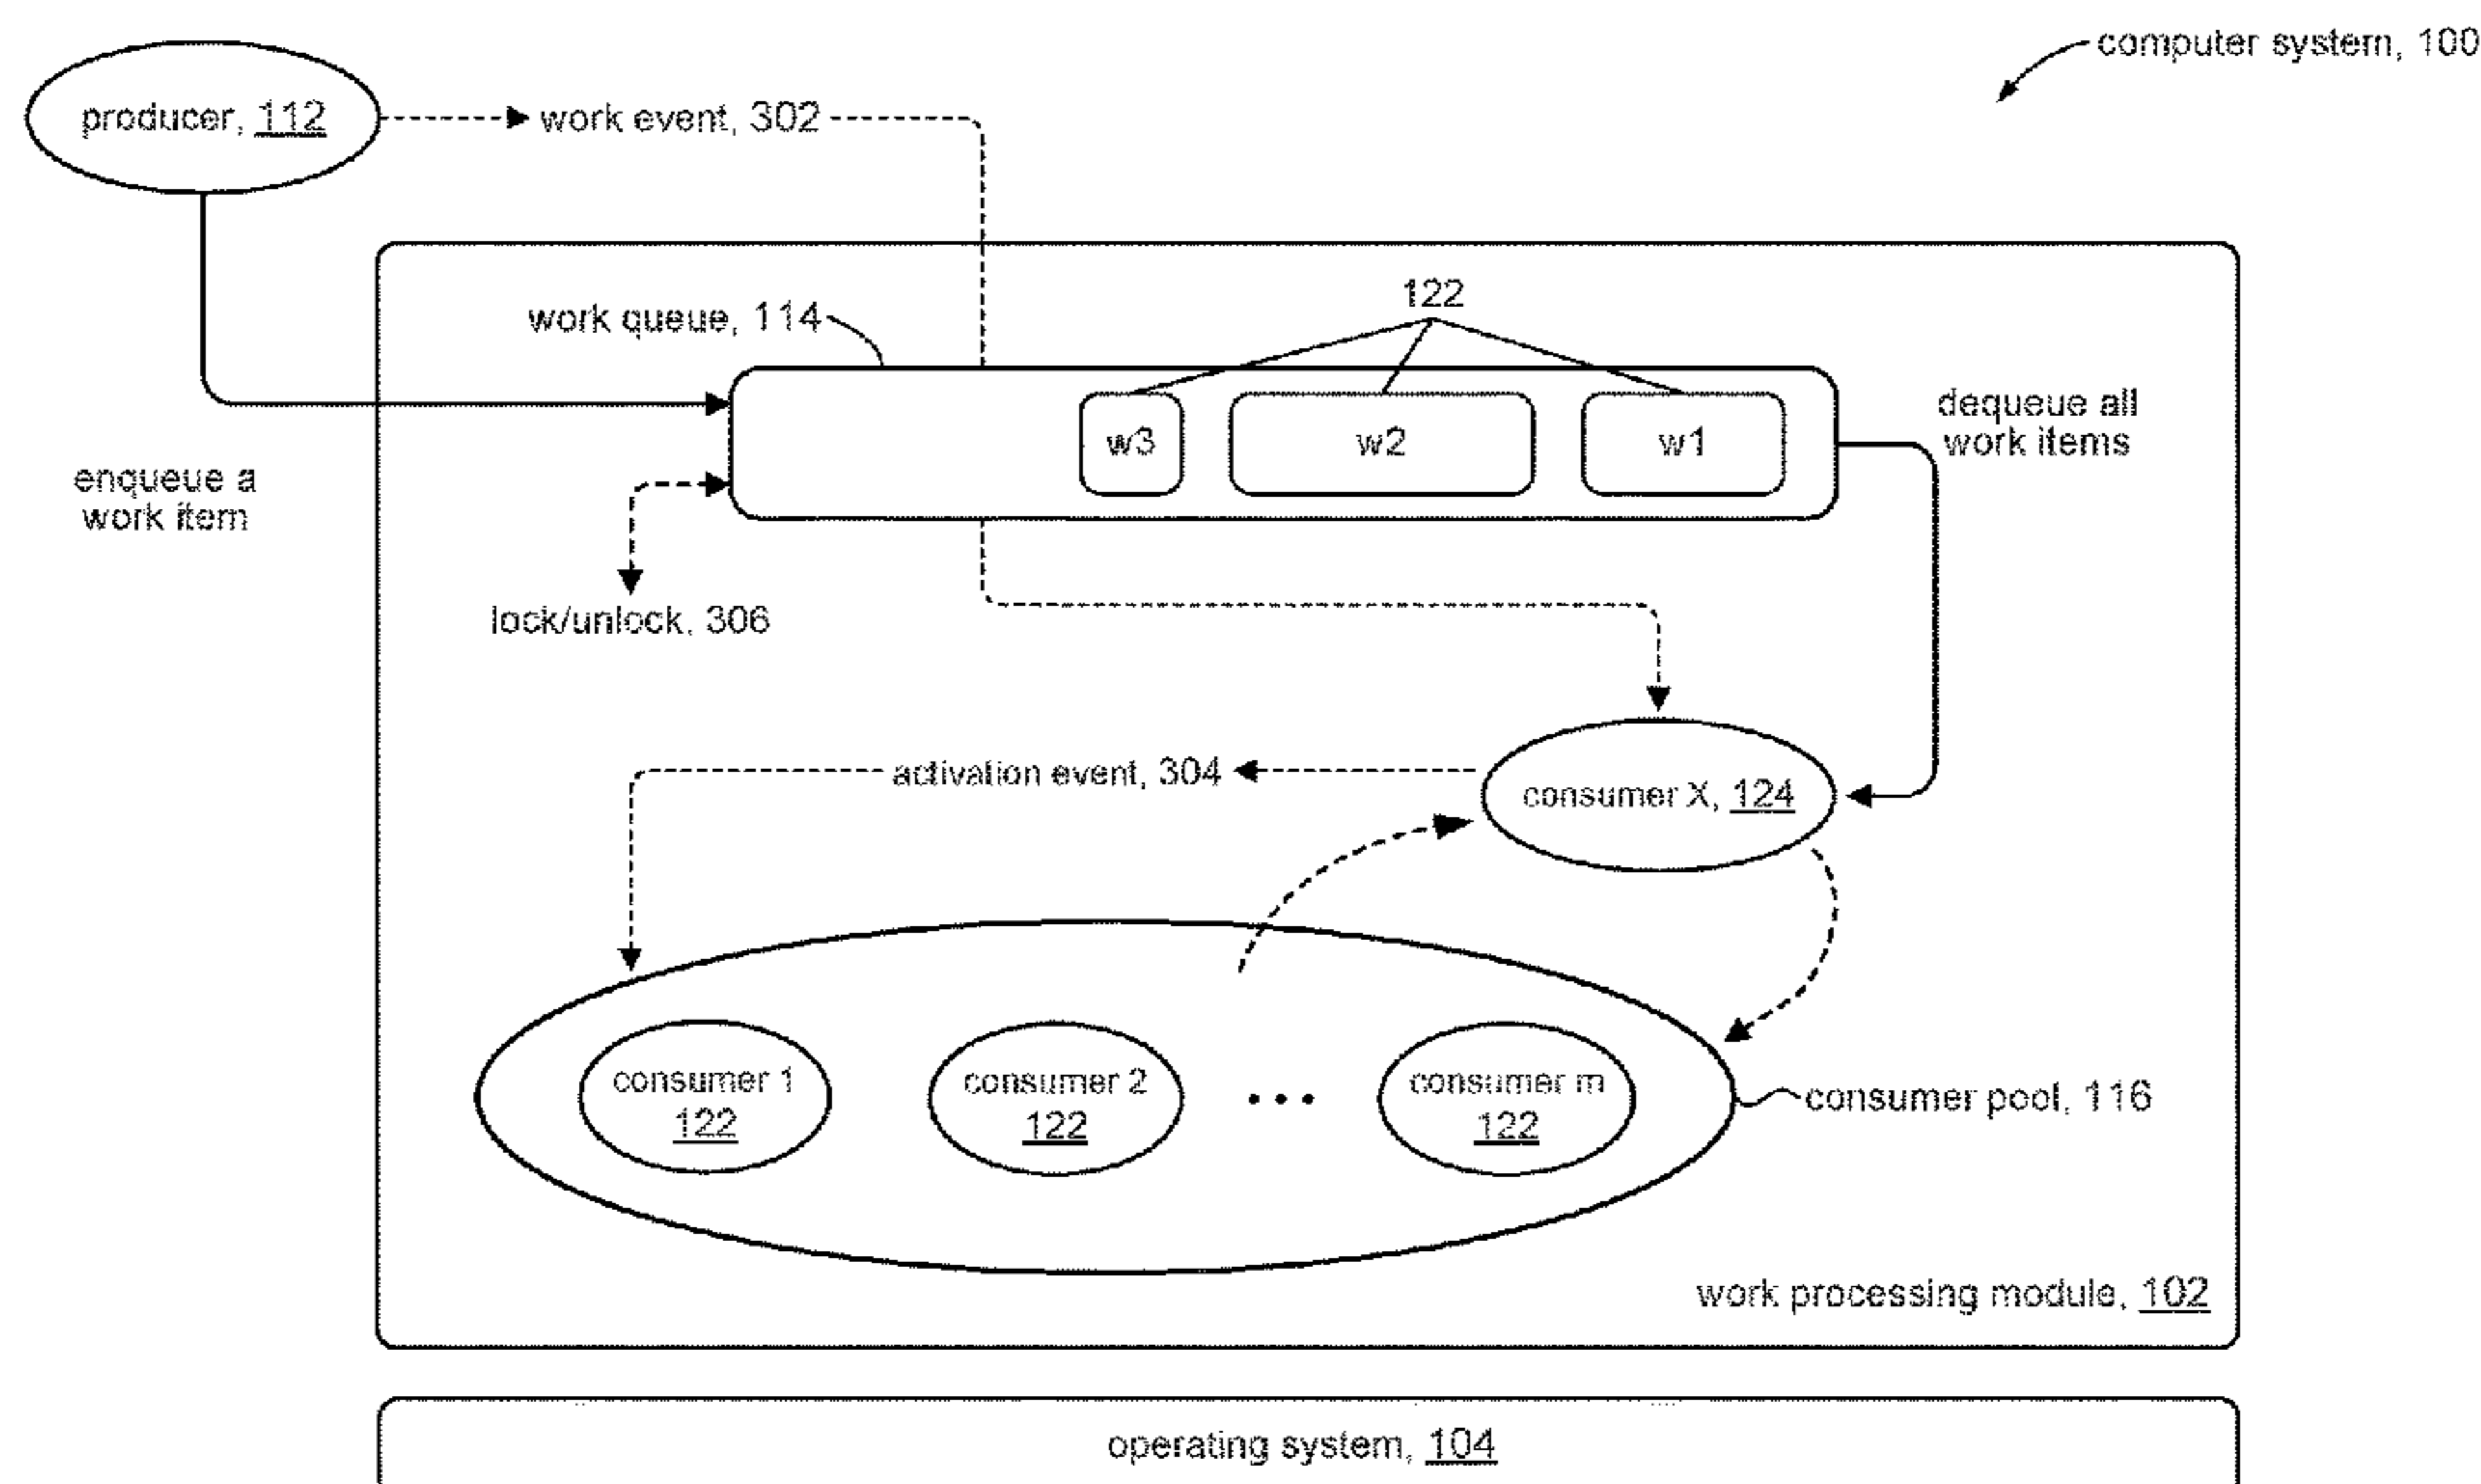 computer system, 100
producer, 112
work event, 302
122
work queue, 114
w3
w2
w1
dequeue all
work items
enqueue a
work item
lock/unlock, 306
activation event, 304
consumer X, 124
consumer 1
122
consumer 2
122
• • •
consumer m
122
consumer pool, 116
work processing module, 102
operating system, 104